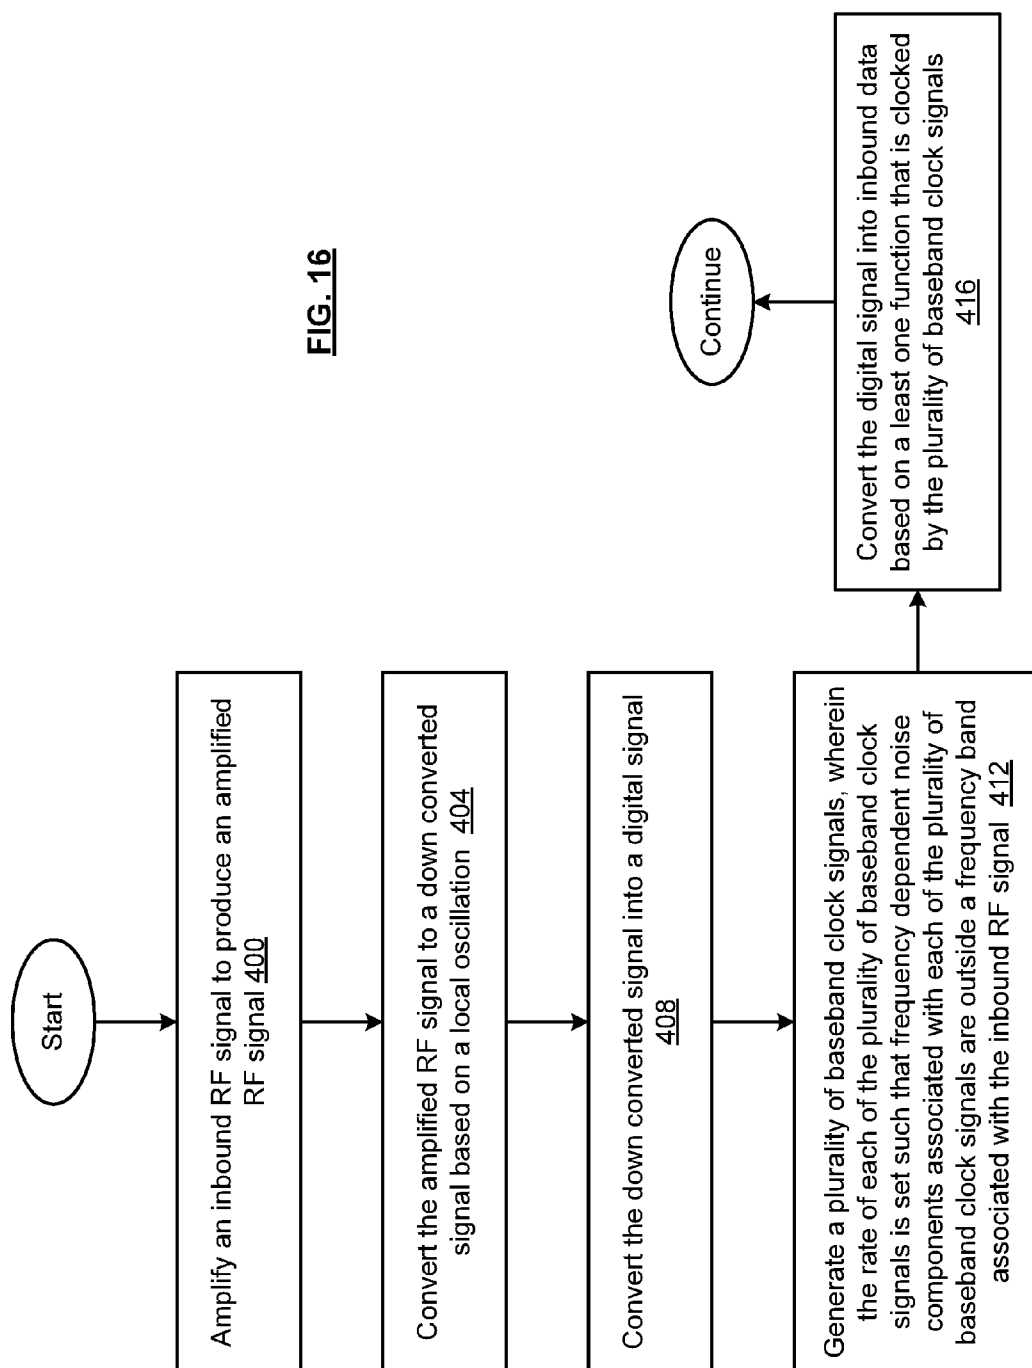 FIG. 16
Start
Amplify an inbound RF signal to produce an amplified
RF signal 400
Convert the amplified RF signal to a down converted
signal based on a local oscillation 404
Convert the down converted signal into a digital signal
408
Generate a plurality of baseband clock signals, wherein
the rate of each of the plurality of baseband clock
signals is set such that frequency dependent noise
components associated with each of the plurality of
baseband clock signals are outside a frequency band
associated with the inbound RF signal 412
Convert the digital signal into inbound data
based on a least one function that is clocked
by the plurality of baseband clock signals
416
Continue